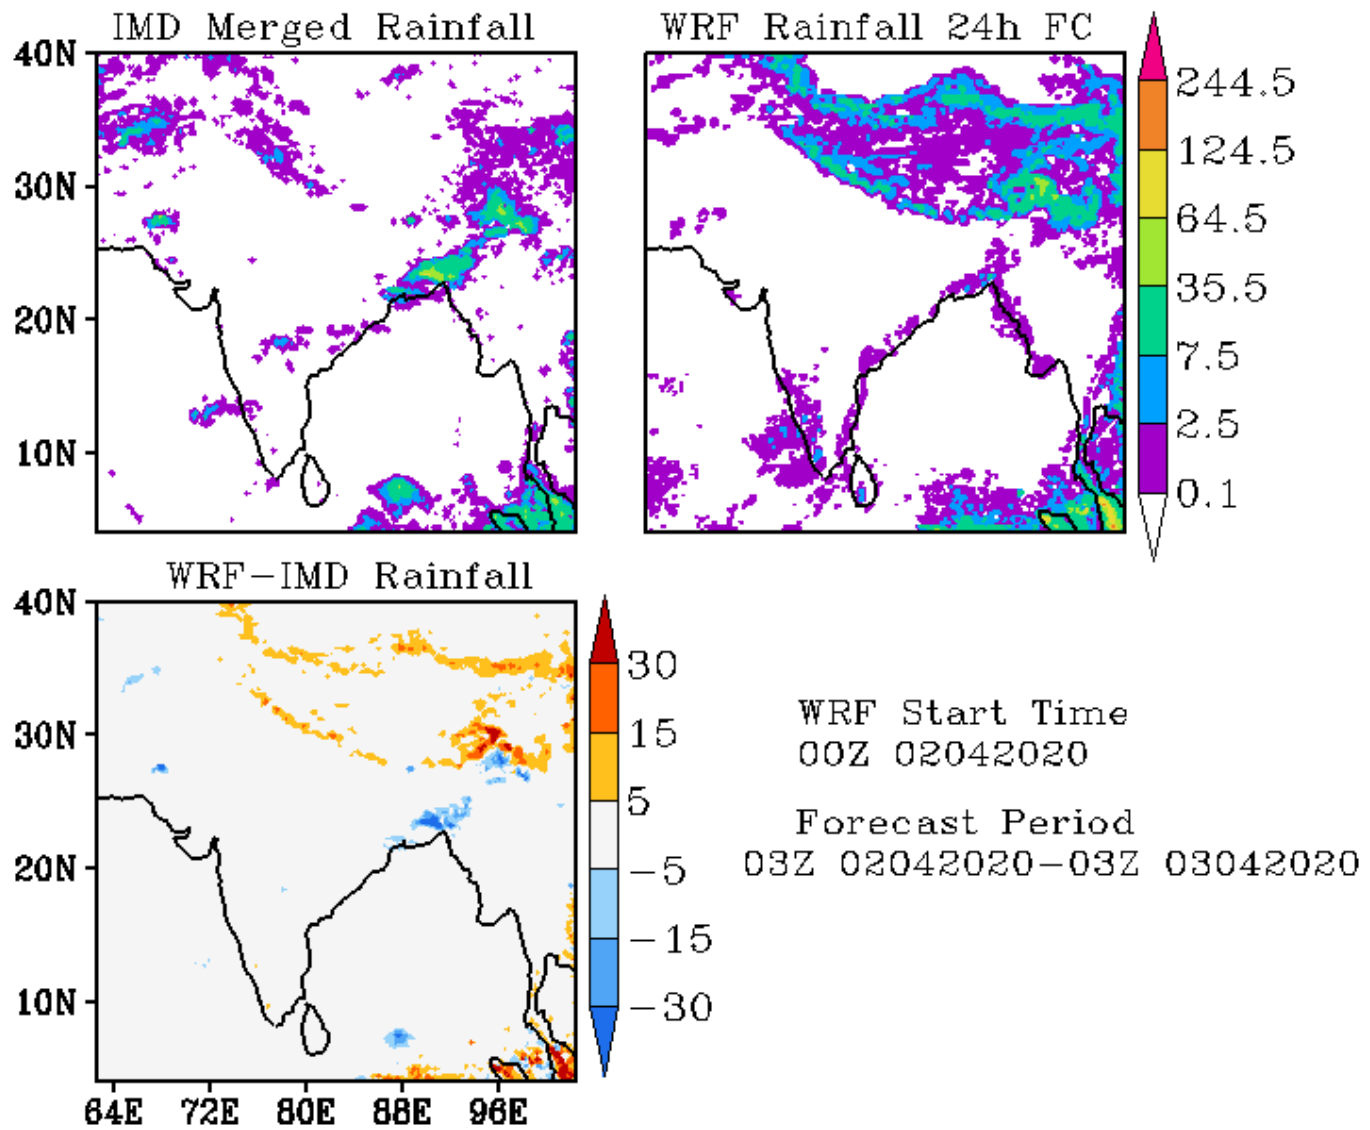 IMD Merged Rainfall
WRF Rainfall 24h FC
40N
30N
20N
10N
244.5
124.5
64.5
35.5
7.5
2.5
0.1
WRF-IMD Rainfall
40N
30N
20N
10N
64E 72E 80E 88E 96E
30
15
5
-5
-15
-30
WRF Start Time
00Z 02042020
Forecast Period
03Z 02042020-03Z 03042020